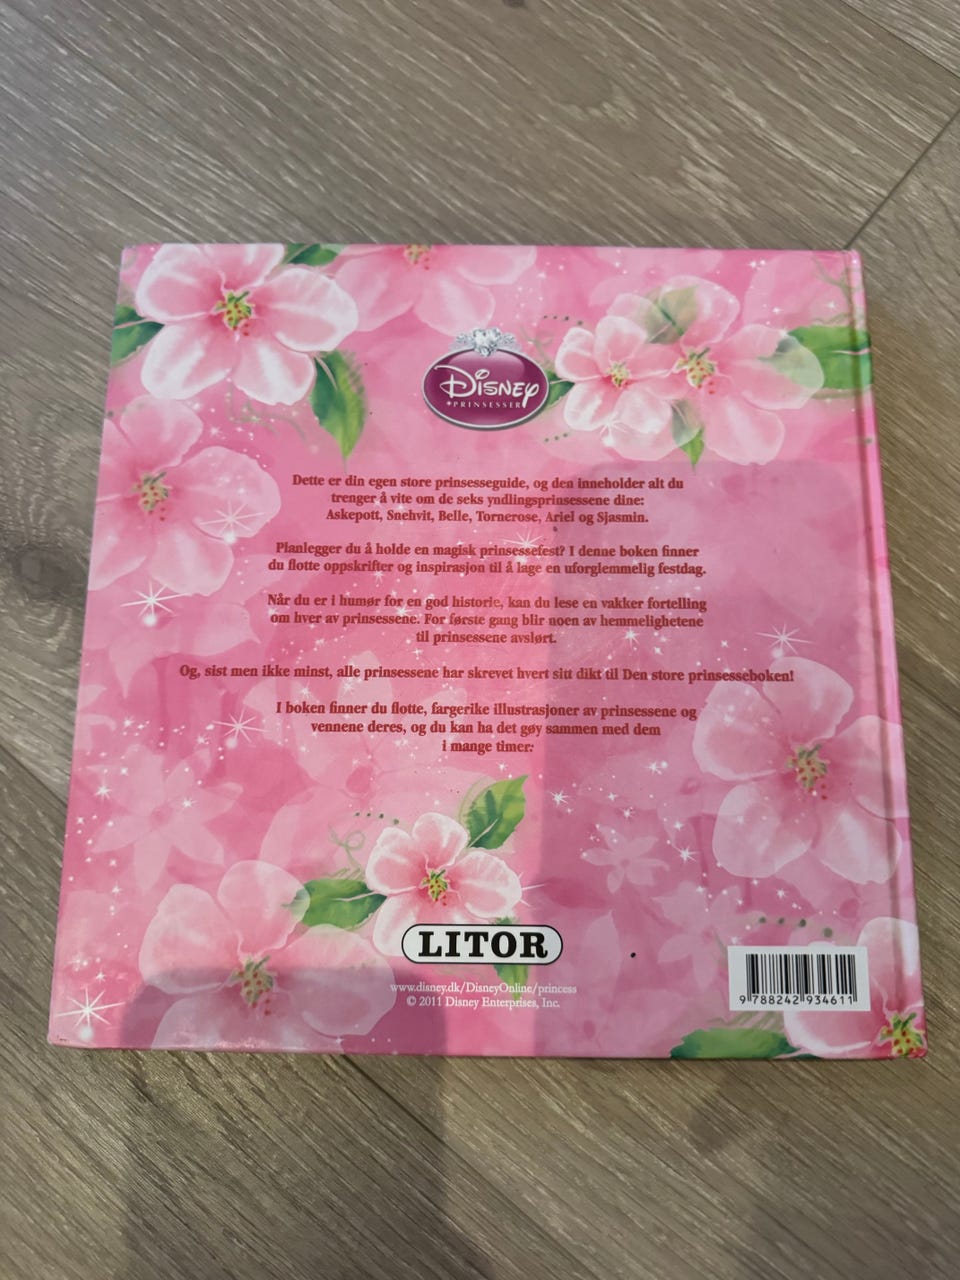 Disney
PRINSESSER
Dette er din egen store prinsesseguide, og den inneholder alt du
trenger å vite om de seks yndlingsprinsessene dine:
Askepott, Snehvit, Belle, Tornerose, Ariel og Sjasmin.
Planlegger du å holde en magisk prinsessefest? I denne boken finner
du flotte oppskrifter og inspirasjon til å lage en uforglemmelig festdag.
Når du er i humør for en god historie, kan du lese en vakker fortelling
om hver av prinsessene. For første gang blir noen av hemmelighetene
til prinsessene avslørt.
Og, sist men ikke minst, alle prinsessene har skrevet hvert sitt dikt til Den store prinsesseboken!
I boken finner du flotte, fargerike illustrasjoner av prinsessene og
vennene deres, og du kan ha det gøy sammen med dem
i mange timer.
LITOR
www.disney.dk/DisneyOnline/princess
© 2011 Disney Enterprises, Inc.
9 788242 934611